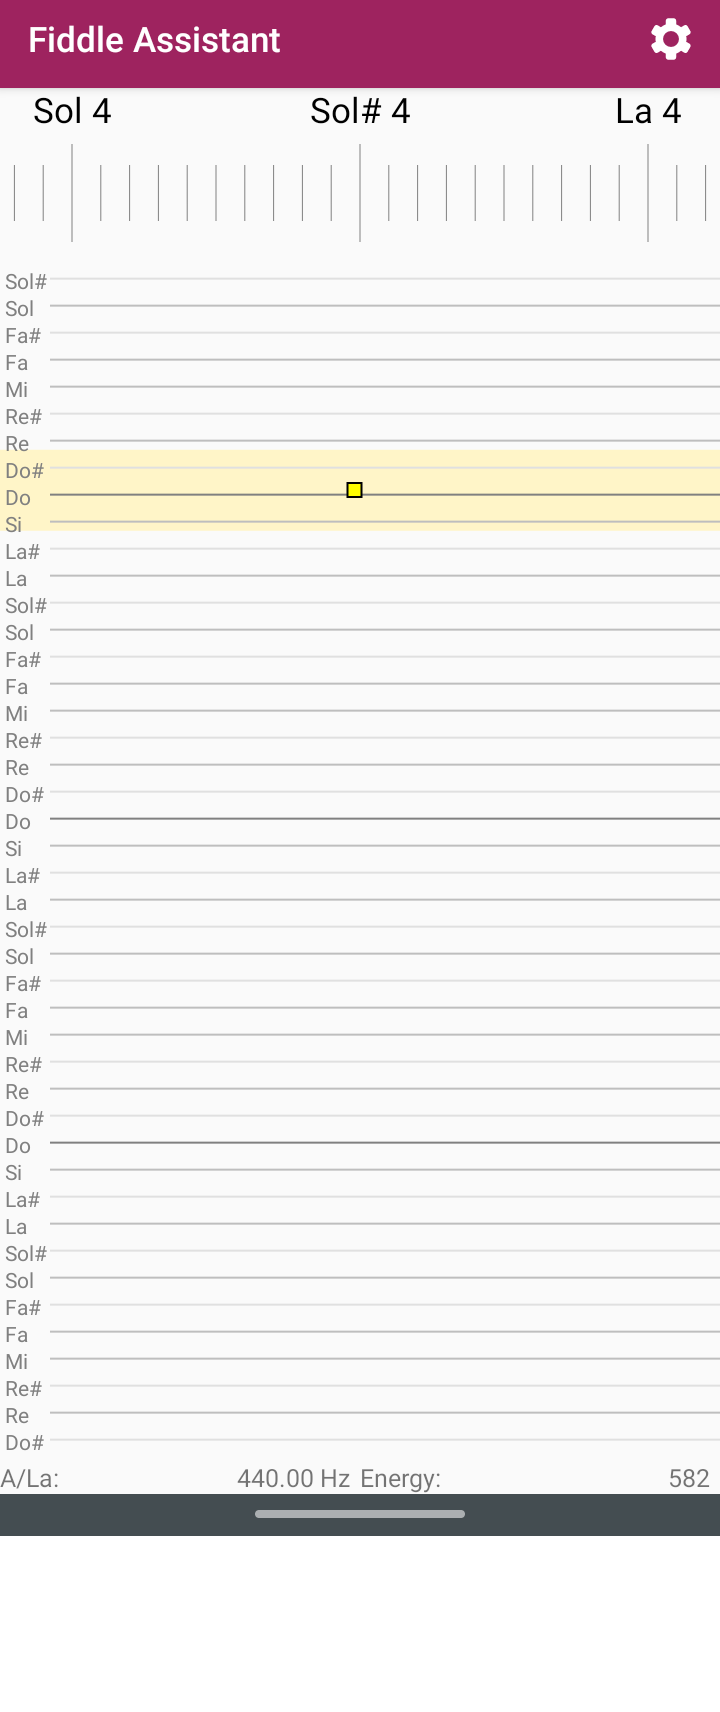 Fiddle Assistant
Sol 4 Sol# 4 La 4
Sol#
Sol
Fa#
Fa
Mi
Re#
Re
Do#
Do
Si
La#
La
Sol#
Sol
Fa#
Fa
Mi
Re#
Re
Do#
Do
Si
La#
La
Sol#
Sol
Fa#
Fa
Mi
Re#
Re
Do#
Do
Si
La#
La
Sol#
Sol
Fa#
Fa
Mi
Re#
Re
Do#
A/La: 440.00 Hz Energy: 582